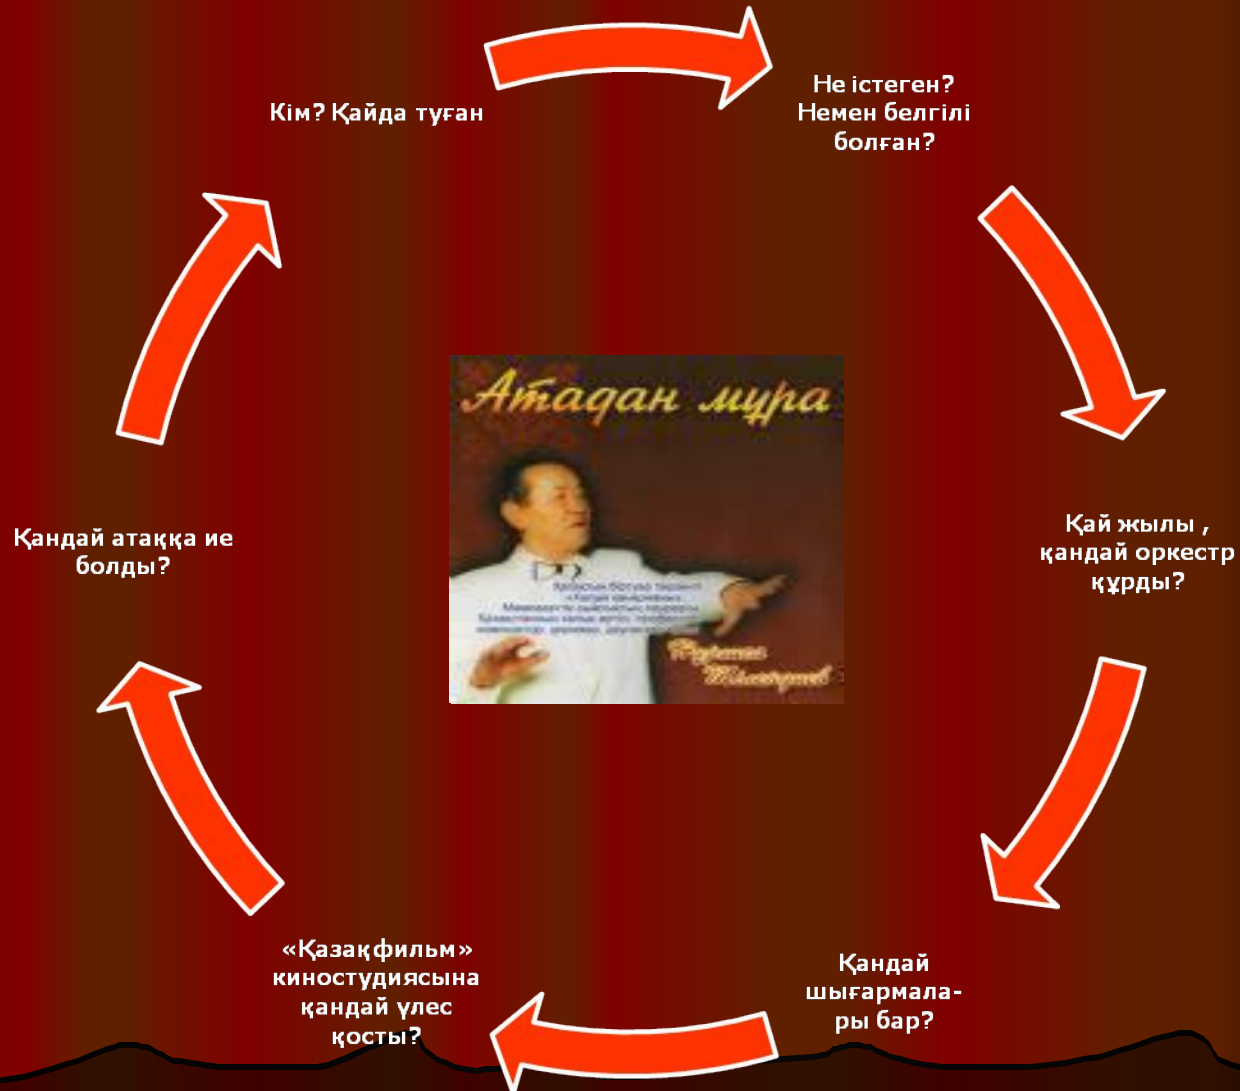 Кім? Қайда туған
Не істеген?
Немен белгілі
болған?
Қай жылы ,
қандай оркестр
құрды?
Қандай
шығармала-
ры бар?
«Қазақфильм»
киностудиясына
қандай үлес
қосты?
Қандай атаққа ие
болды?
Атадан мұра